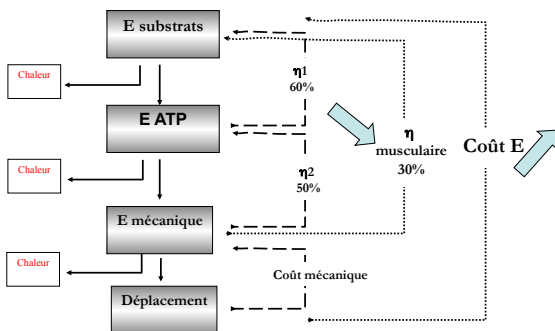 E substrats
Chaleur
η1
60%
E ATP
η
musculaire
30%
Coût E
Chaleur
η2
50%
E mécanique
Chaleur
Coût mécanique
Déplacement